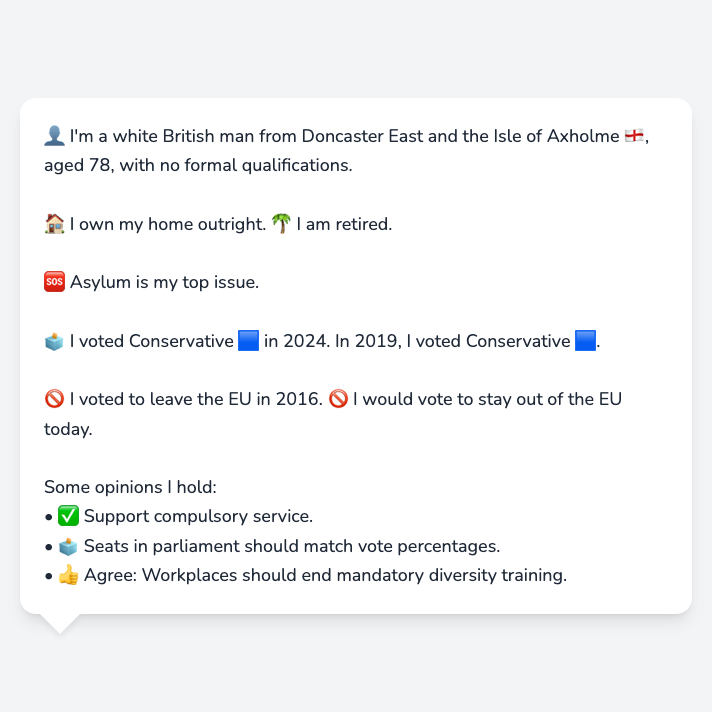 👤 I'm a white British man from Doncaster East and the Isle of Axholme 🏴󠁧󠁢󠁥󠁮󠁧󠁿,
aged 78, with no formal qualifications.
🏠 I own my home outright. 🌴 I am retired.
🆘 Asylum is my top issue.
🗳️ I voted Conservative 🟦 in 2024. In 2019, I voted Conservative 🟦.
🚫 I voted to leave the EU in 2016. 🚫 I would vote to stay out of the EU
today.
Some opinions I hold:
• ✅ Support compulsory service.
• 🗳️ Seats in parliament should match vote percentages.
• 👍 Agree: Workplaces should end mandatory diversity training.